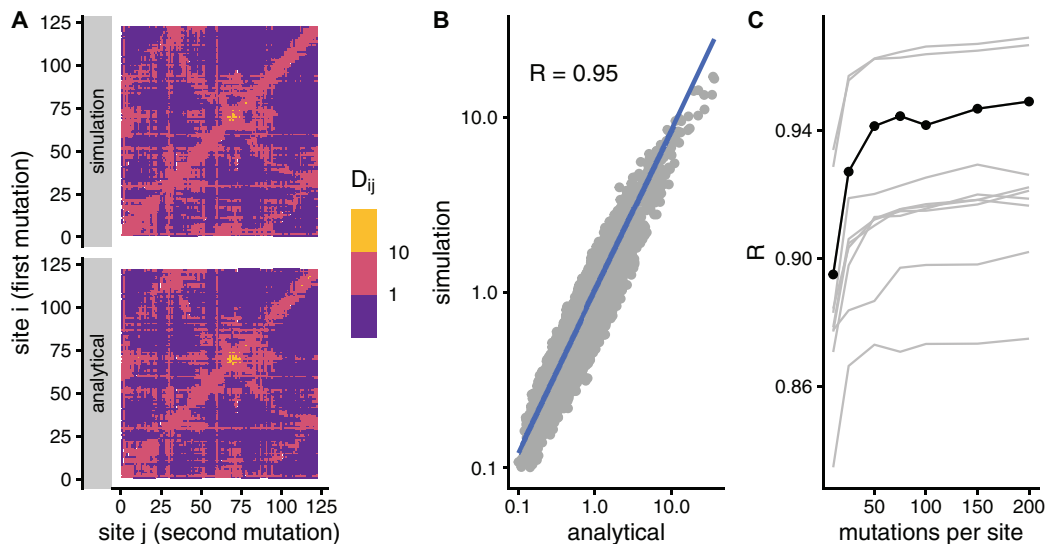 A
site i (first mutation)
simulation
125
100
75
50
25
0
analytical
125
100
75
50
25
0
0 25 50 75 100 125
site j (second mutation)
D_ij
10
1
B
R = 0.95
simulation
10.0
1.0
0.1
0.1 1.0 10.0
analytical
C
R
0.94
0.90
0.86
50 100 150 200
mutations per site